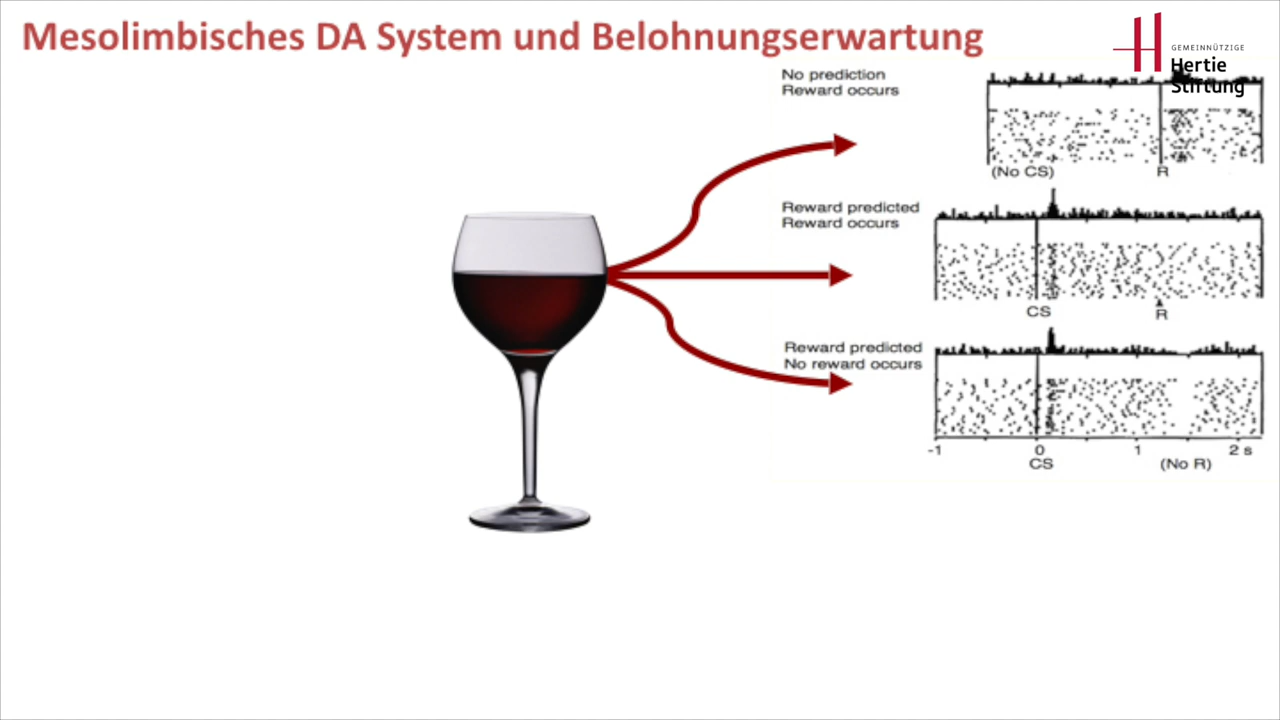 Mesolimbisches DA System und Belohnungserwartung
GEMEINNÜTZIGE
Hertie
Stiftung
No prediction
Reward occurs
(No CS)
R
Reward predicted
Reward occurs
CS
R
Reward predicted
No reward occurs
-1
0
1
2 s
CS
(No R)